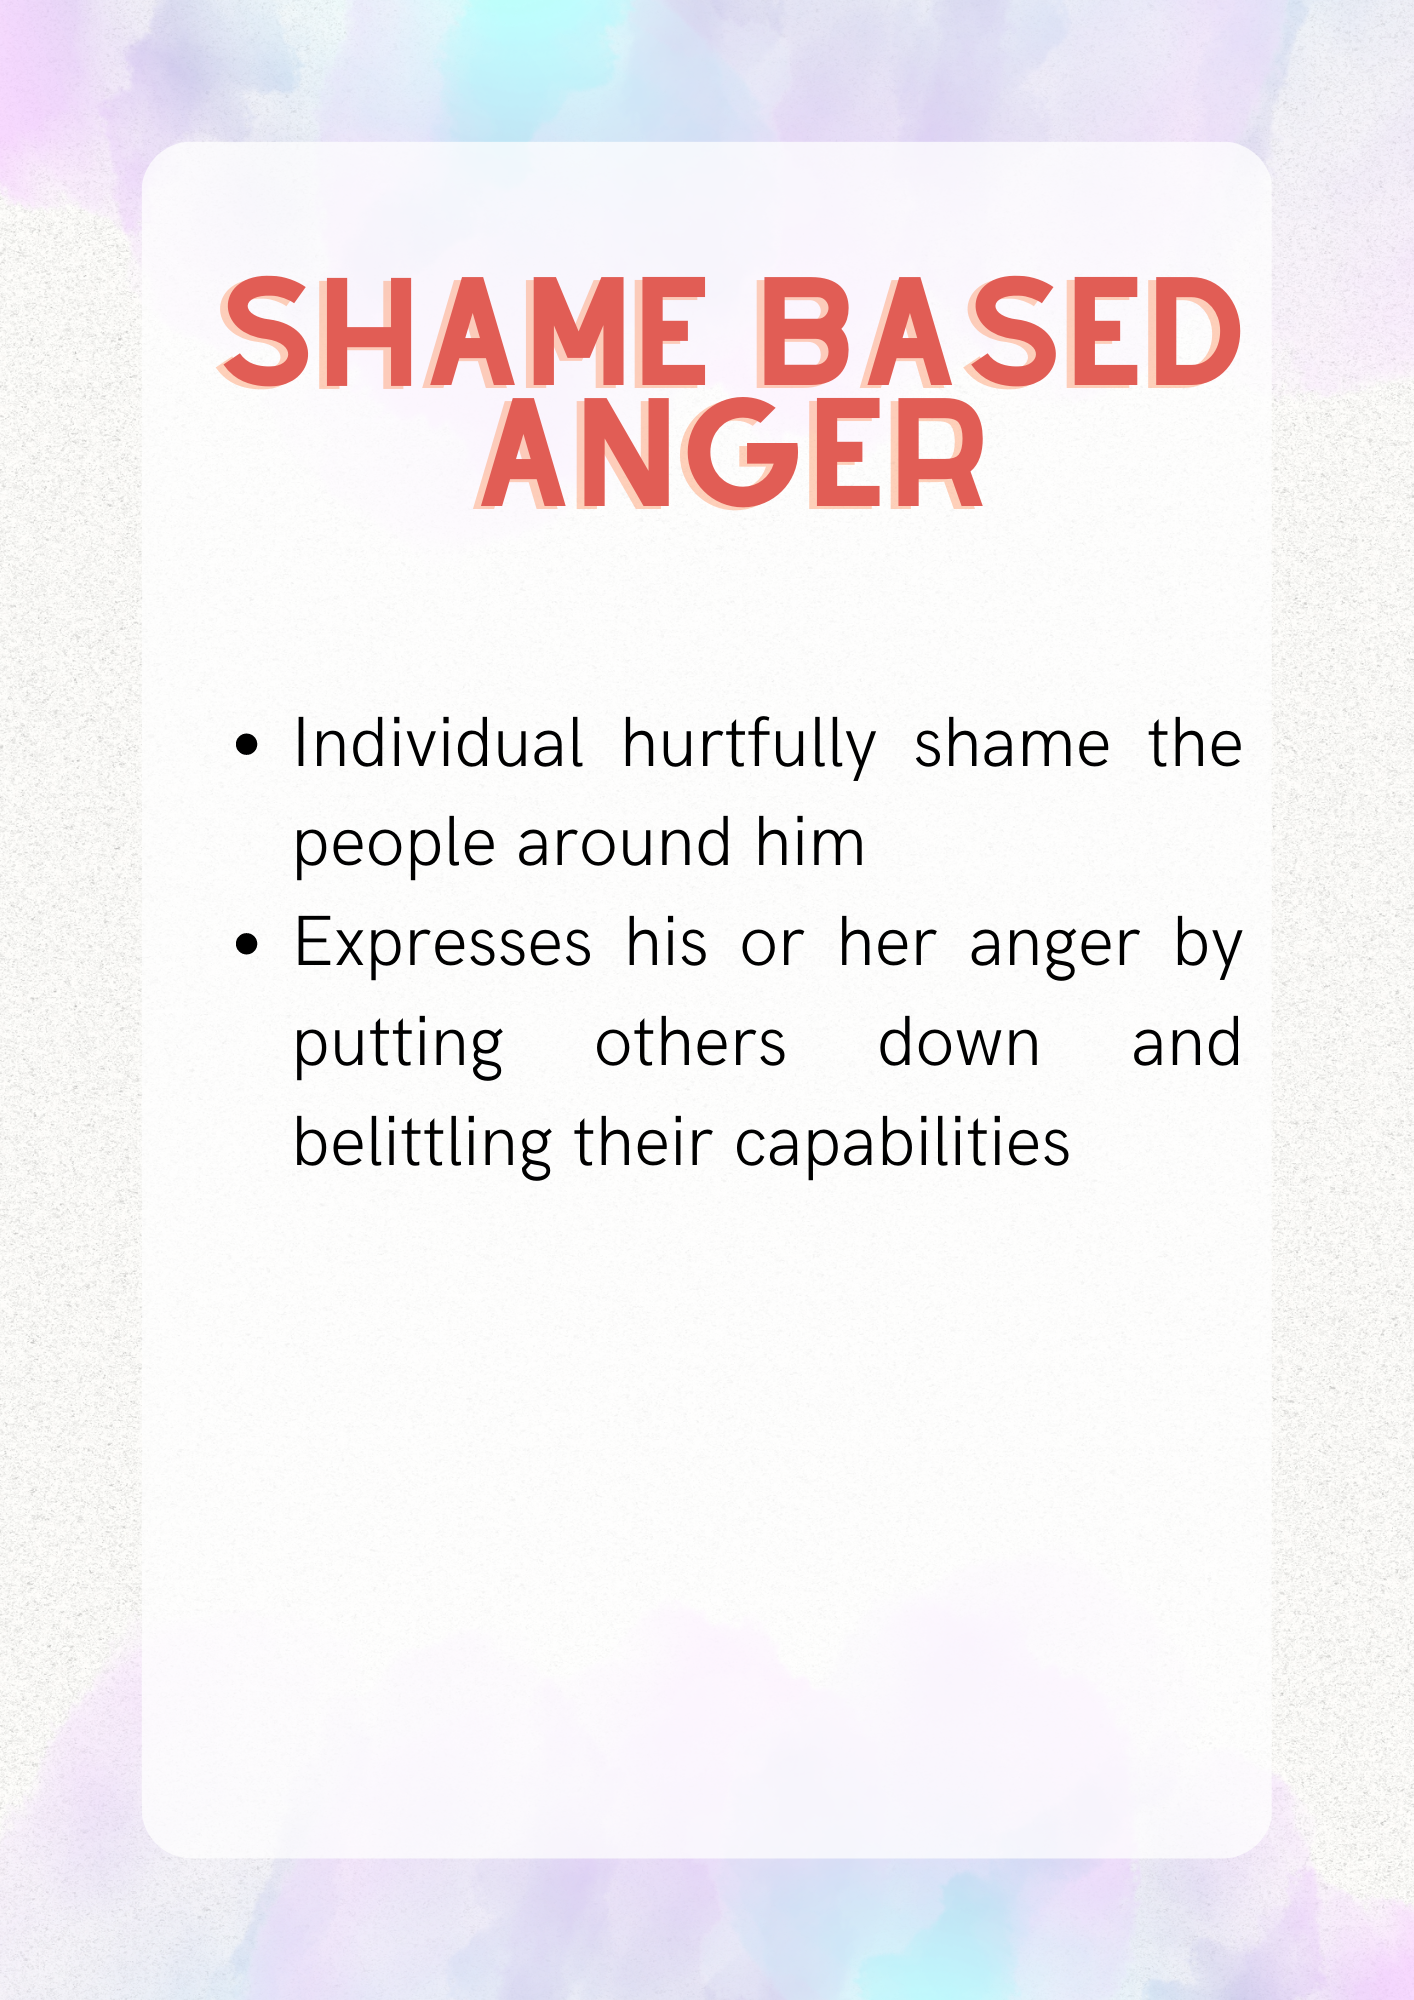 SHAME BASED
ANGER
• Individual hurtfully shame the
people around him
• Expresses his or her anger by
putting others down and
belittling their capabilities